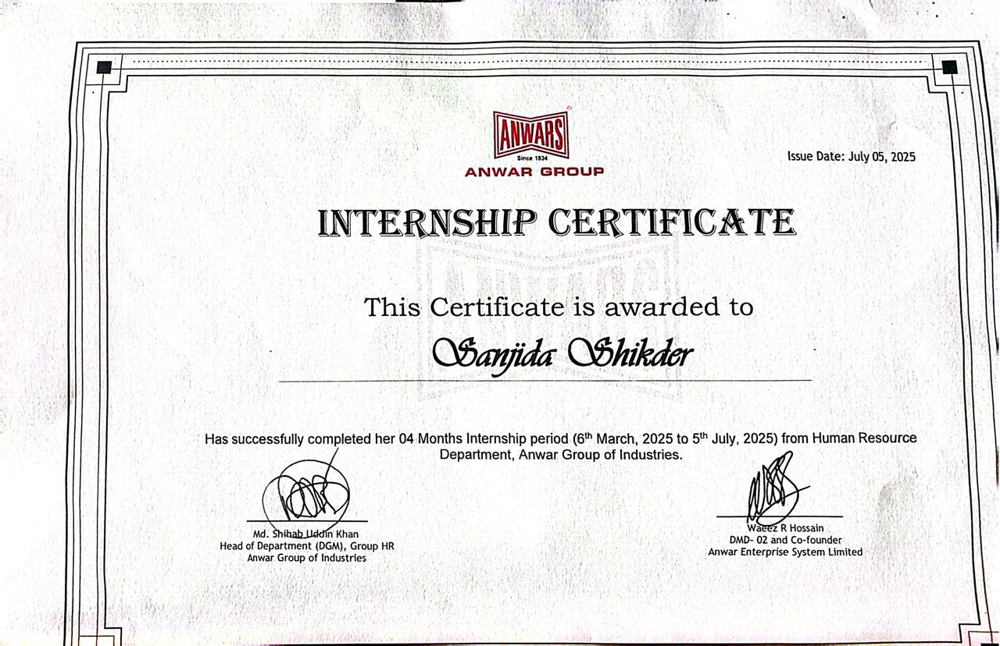 ANWARS
Since 1834
ANWAR GROUP
Issue Date: July 05, 2025
INTERNSHIP CERTIFICATE
This Certificate is awarded to
Sanjida Shikder
Has successfully completed her 04 Months Internship period (6th March, 2025 to 5th July, 2025) from Human Resource
Department, Anwar Group of Industries.
Md. Shihab Uddin Khan
Head of Department (DGM), Group HR
Anwar Group of Industries
Waeez R Hossain
DMD- 02 and Co-founder
Anwar Enterprise System Limited